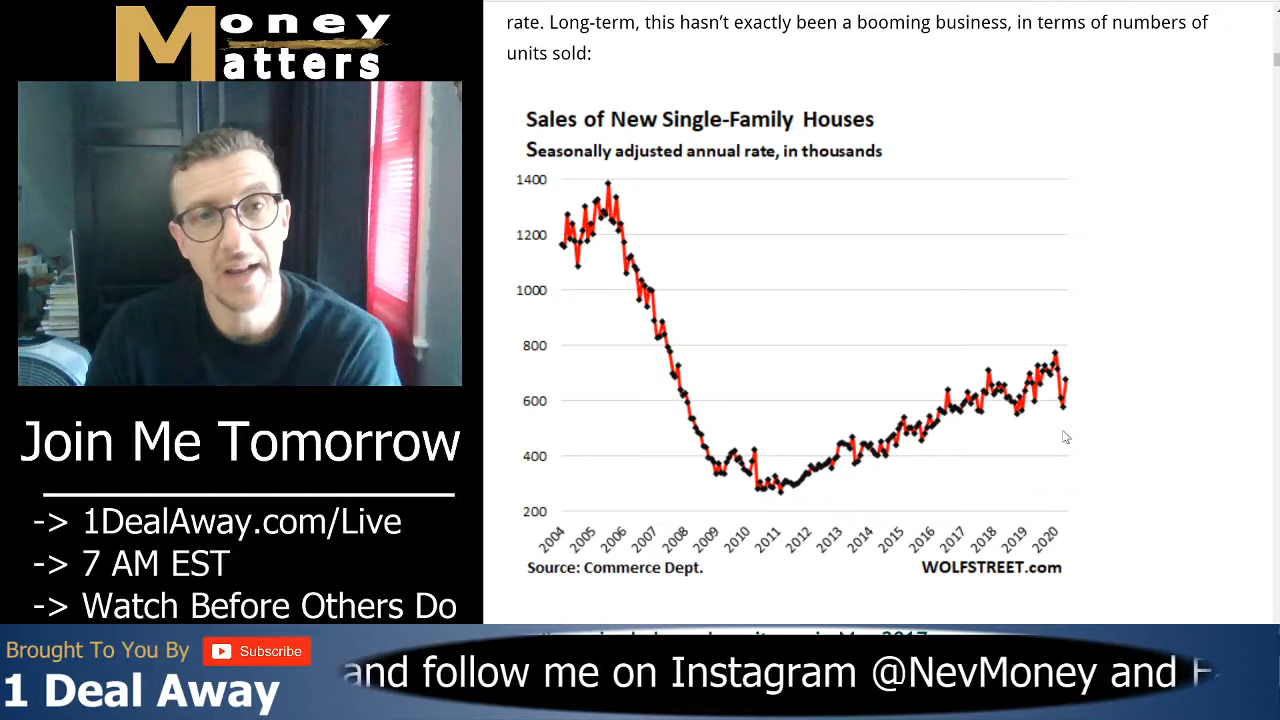 Money
Matters
Join Me Tomorrow
-> 1DealAway.com/Live
-> 7 AM EST
-> Watch Before Others Do
rate. Long-term, this hasn’t exactly been a booming business, in terms of numbers of
units sold:
Sales of New Single-Family Houses
Seasonally adjusted annual rate, in thousands
1400
1200
1000
800
600
400
200
2004 2005 2006 2007 2008 2009 2010 2011 2012 2013 2014 2015 2016 2017 2018 2019 2020
Source: Commerce Dept. WOLFSTREET.com
Brought To You By Subscribe
1 Deal Away
and follow me on Instagram @NevMoney and